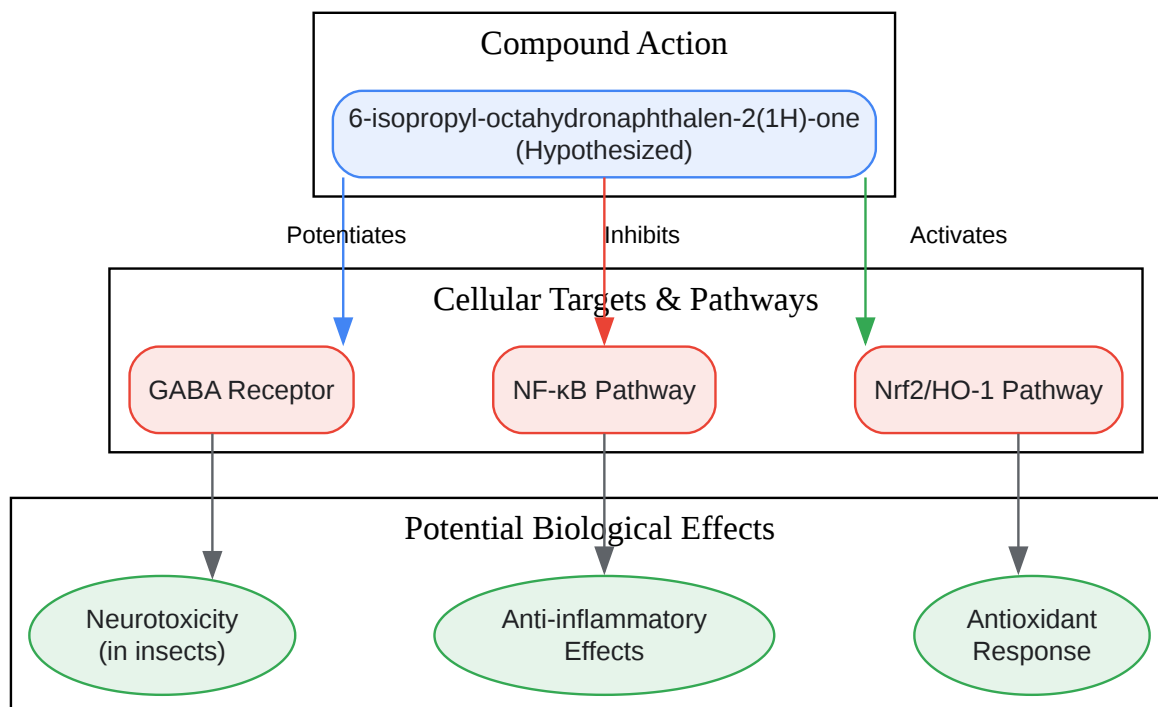 Compound Action
6-isopropyl-octahydronaphthalen-2(1H)-one
(Hypothesized)
Potentiates
Inhibits
Activates
Cellular Targets & Pathways
GABA Receptor
NF-κB Pathway
Nrf2/HO-1 Pathway
Potential Biological Effects
Neurotoxicity
(in insects)
Anti-inflammatory
Effects
Antioxidant
Response